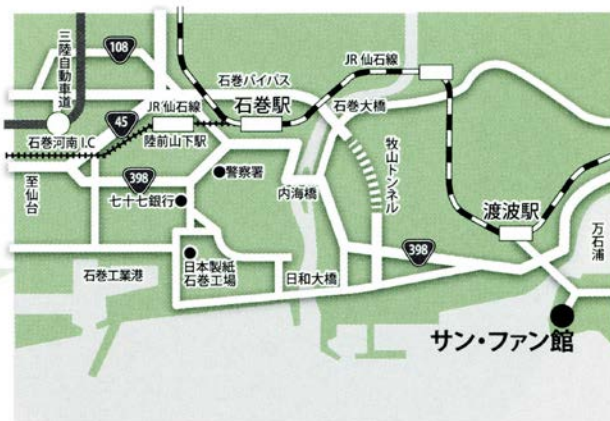 三陸自動車道
108
JR 仙石線
石巻バイパス
石巻駅
石巻大橋
JR仙石線
45
石巻河南 I.C
陸前山下駅
牧山トンネル
398
警察署
至仙台
七十七銀行
内海橋
渡波駅
万石浦
398
石巻工業港
日本製紙
石巻工場
日和大橋
サン・ファン館